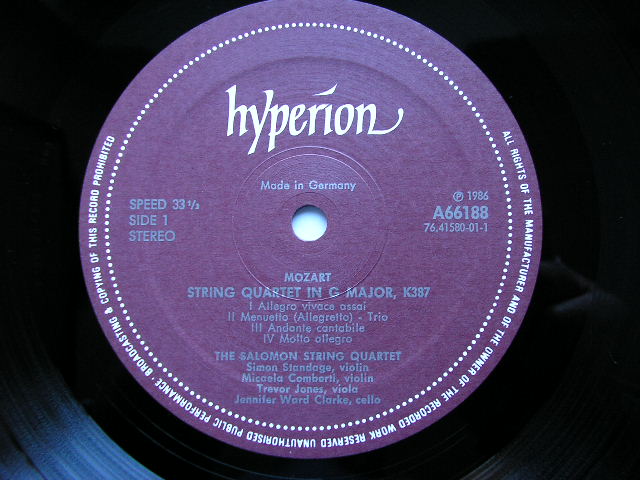 hyperion
Made in Germany
SPEED 33 1/3
SIDE 1
STEREO
℗ 1986
A66188
76.41580-01-1
MOZART
STRING QUARTET IN G MAJOR, K387
I Allegro vivace assai
II Menuetto (Allegretto) - Trio
III Andante cantabile
IV Molto allegro
THE SALOMON STRING QUARTET
Simon Standage, violin
Micaela Comberti, violin
Trevor Jones, viola
Jennifer Ward Clarke, cello
ALL RIGHTS OF THE MANUFACTURER AND OF THE OWNER OF THE RECORDED WORK RESERVED UNAUTHORISED PUBLIC PERFORMANCE BROADCASTING & COPYING OF THIS RECORD PROHIBITED